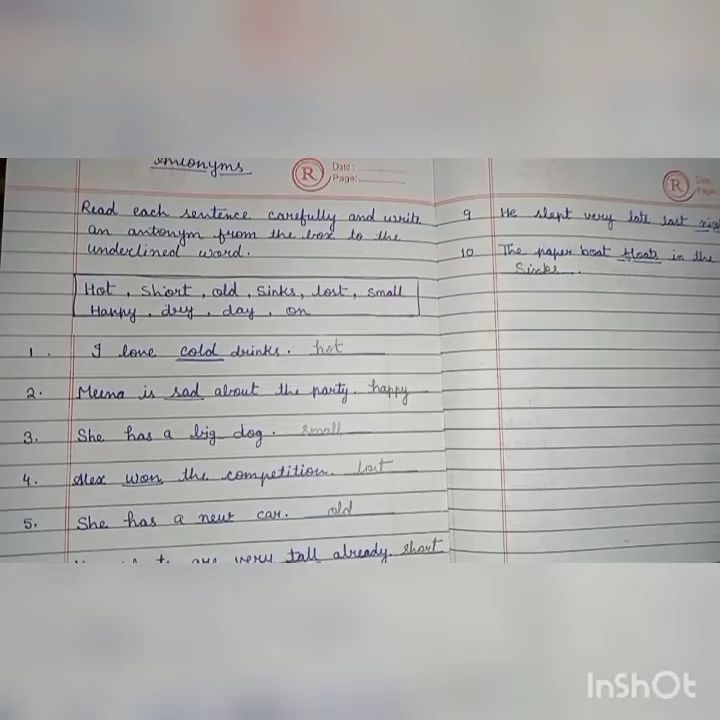 Antonyms
R Date:
Page:
Read each sentence carefully and write
an antonym from the box to the
underlined word.
Hot, Short, old, Sinks, lost, small
Happy, dry, day, on
1. I love cold drinks. hot
2. Meena is sad about the party. happy
3. She has a big dog. small
4. Alex won the competition. lost
5. She has a new car. old
are very tall already. short
R
9 He slept very late last
10 The paper boat floats in the
Sinks..
InShOt